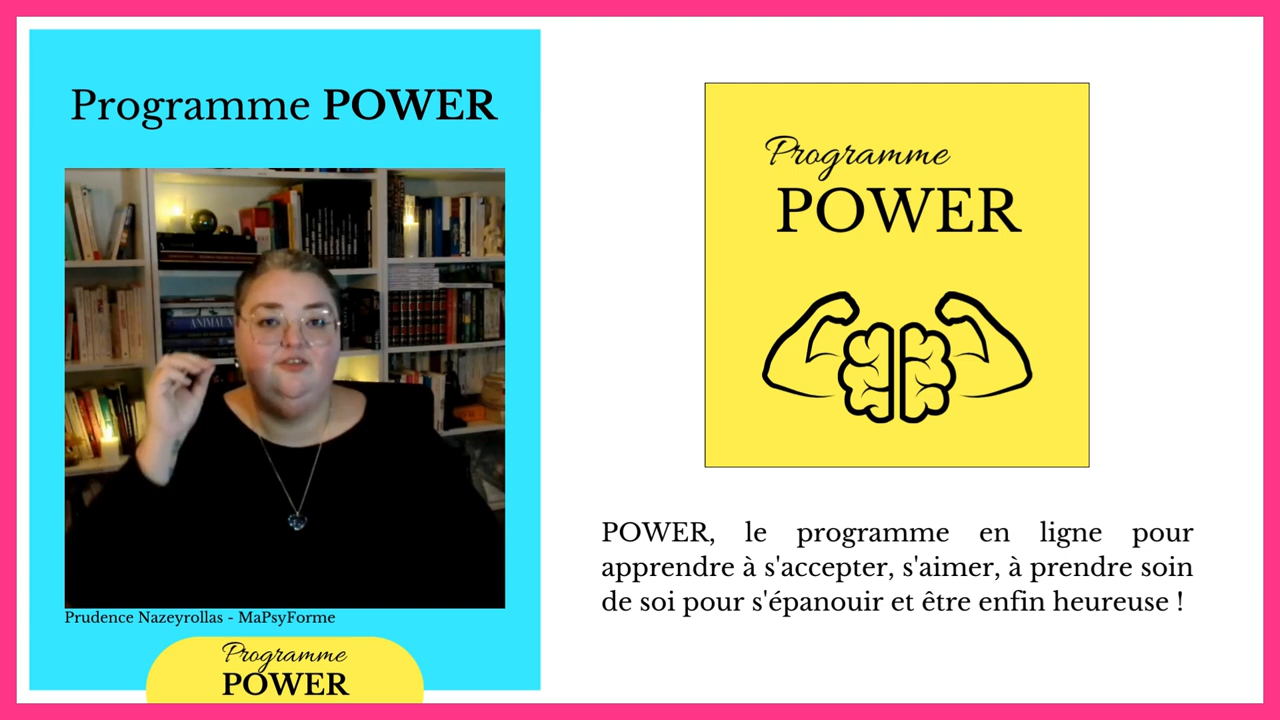 Programme POWER
ANIMAUX
Prudence Nazeyrollas - MaPsyForme
Programme
POWER
Programme
POWER
POWER, le programme en ligne pour
apprendre à s'accepter, s'aimer, à prendre soin
de soi pour s'épanouir et être enfin heureuse !